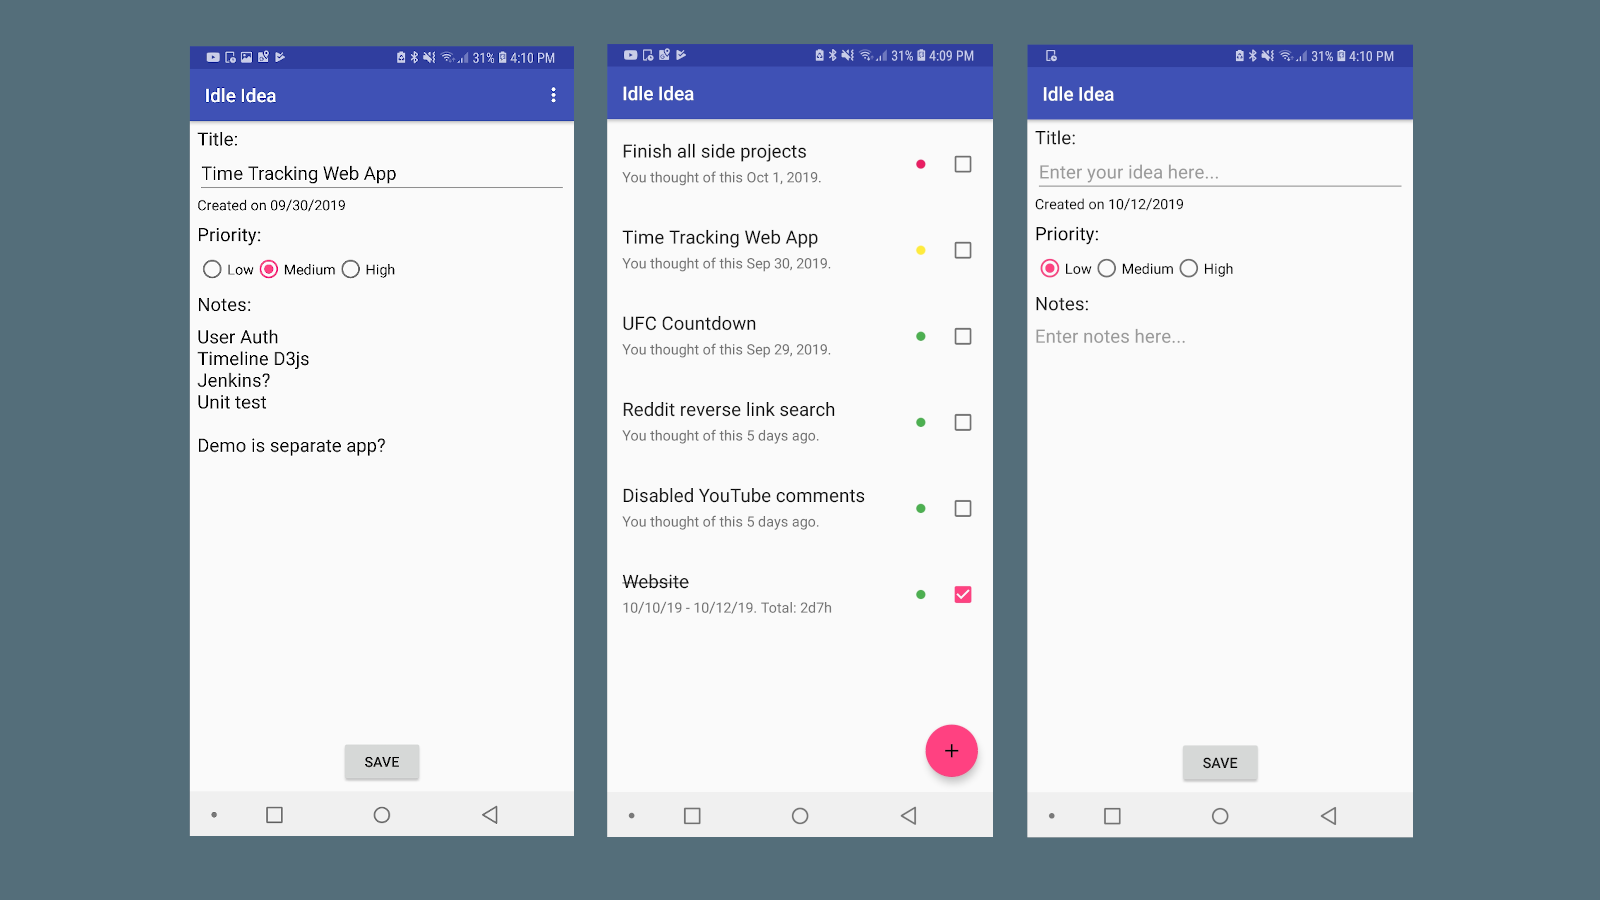 31% 4:10 PM
Idle Idea
Title:
Time Tracking Web App
Created on 09/30/2019
Priority:
Low Medium High
Notes:
User Auth
Timeline D3js
Jenkins?
Unit test
Demo is separate app?
SAVE
31% 4:09 PM
Idle Idea
Finish all side projects
You thought of this Oct 1, 2019.
Time Tracking Web App
You thought of this Sep 30, 2019.
UFC Countdown
You thought of this Sep 29, 2019.
Reddit reverse link search
You thought of this 5 days ago.
Disabled YouTube comments
You thought of this 5 days ago.
Website
10/10/19 - 10/12/19. Total: 2d7h
+
31% 4:10 PM
Idle Idea
Title:
Enter your idea here...
Created on 10/12/2019
Priority:
Low Medium High
Notes:
Enter notes here...
SAVE